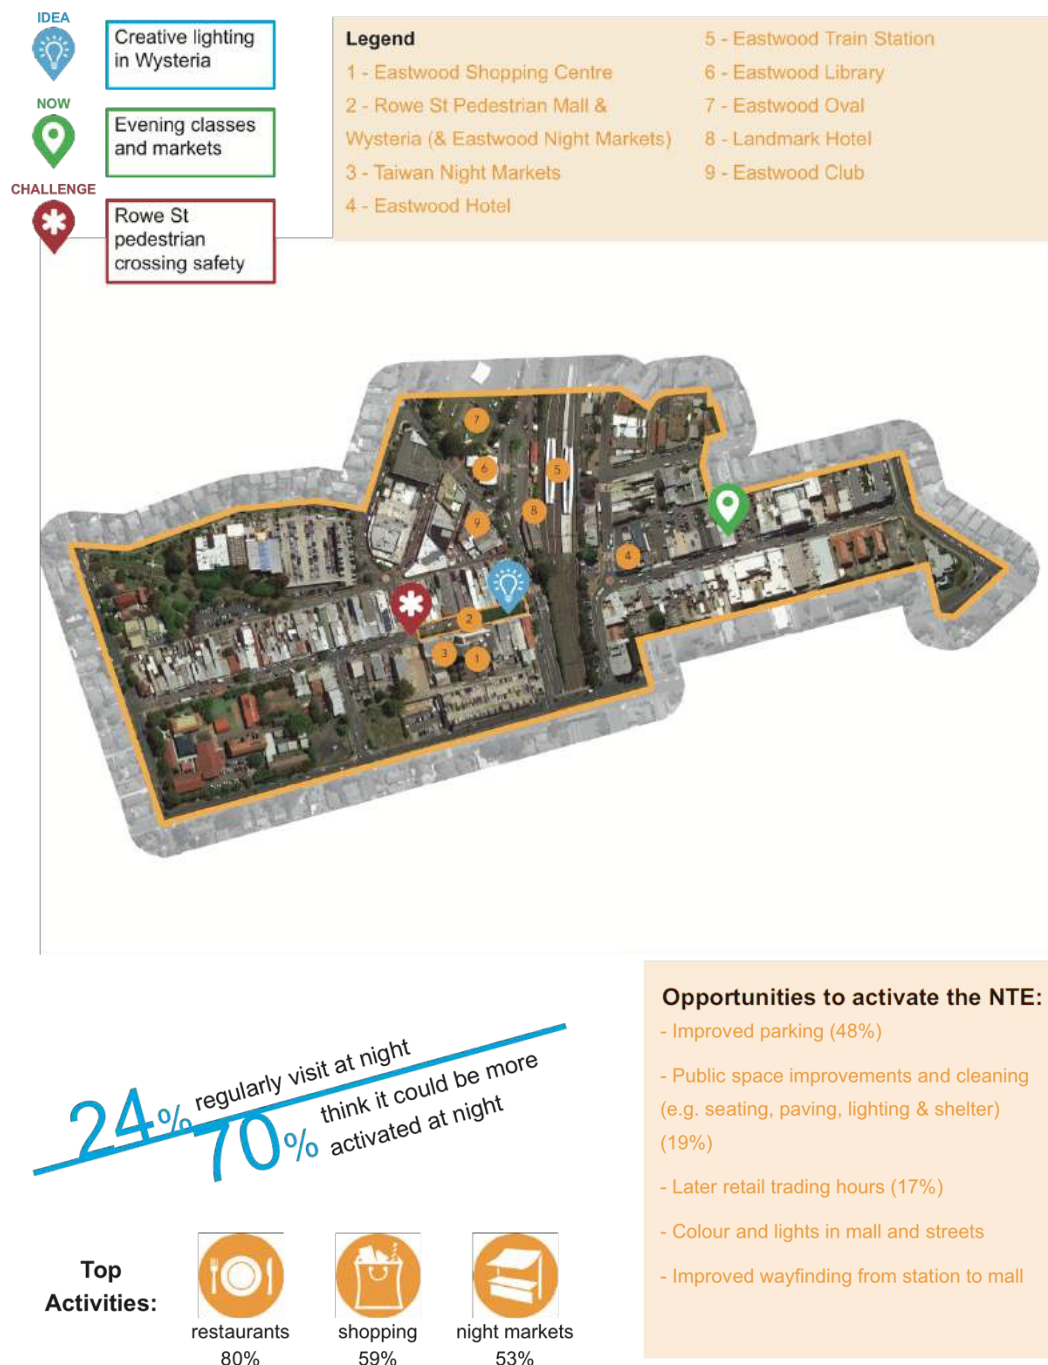 IDEA
Creative lighting
in Wysteria
NOW
Evening classes
and markets
CHALLENGE
Rowe St
pedestrian
crossing safety
Legend
1 - Eastwood Shopping Centre
2 - Rowe St Pedestrian Mall &
Wysteria (& Eastwood Night Markets)
3 - Taiwan Night Markets
4 - Eastwood Hotel
5 - Eastwood Train Station
6 - Eastwood Library
7 - Eastwood Oval
8 - Landmark Hotel
9 - Eastwood Club
7
6
5
8
9
4
2
3
1
24% regularly visit at night
70% think it could be more
activated at night
Top
Activities:
restaurants
80%
shopping
59%
night markets
53%
Opportunities to activate the NTE:
- Improved parking (48%)
- Public space improvements and cleaning
(e.g. seating, paving, lighting & shelter)
(19%)
- Later retail trading hours (17%)
- Colour and lights in mall and streets
- Improved wayfinding from station to mall